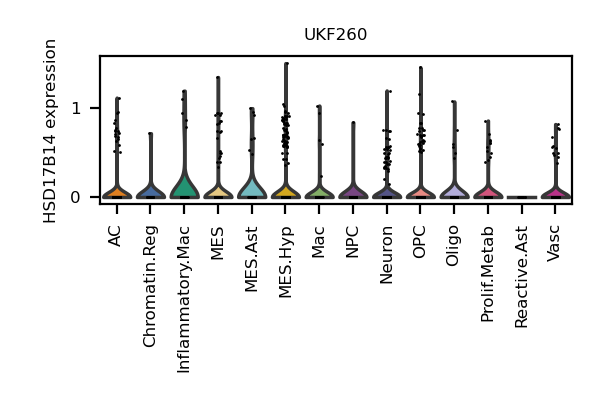 UKF260
HSD17B14 expression
1
0
AC
Chromatin.Reg
Inflammatory.Mac
MES
MES.Ast
MES.Hyp
Mac
NPC
Neuron
OPC
Oligo
Prolif.Metab
Reactive.Ast
Vasc